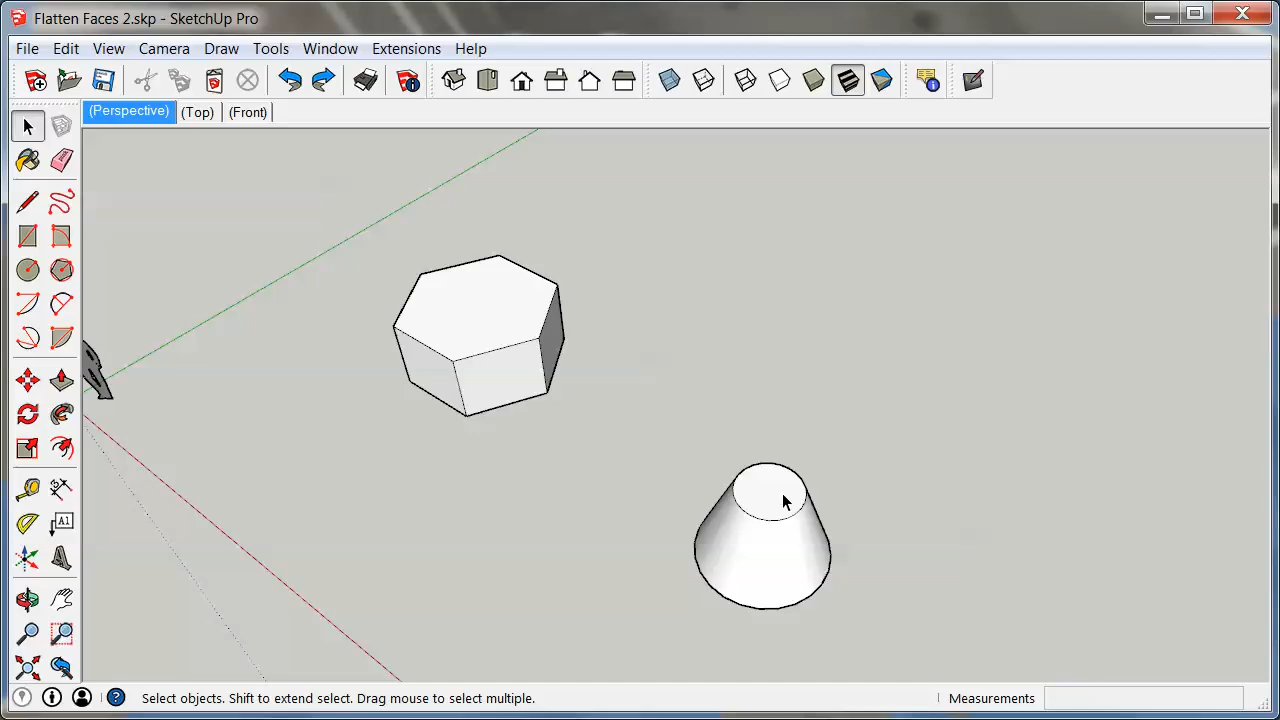 Flatten Faces 2.skp - SketchUp Pro
File Edit View Camera Draw Tools Window Extensions Help
(Perspective) (Top) (Front)
A1
Select objects. Shift to extend select. Drag mouse to select multiple. Measurements